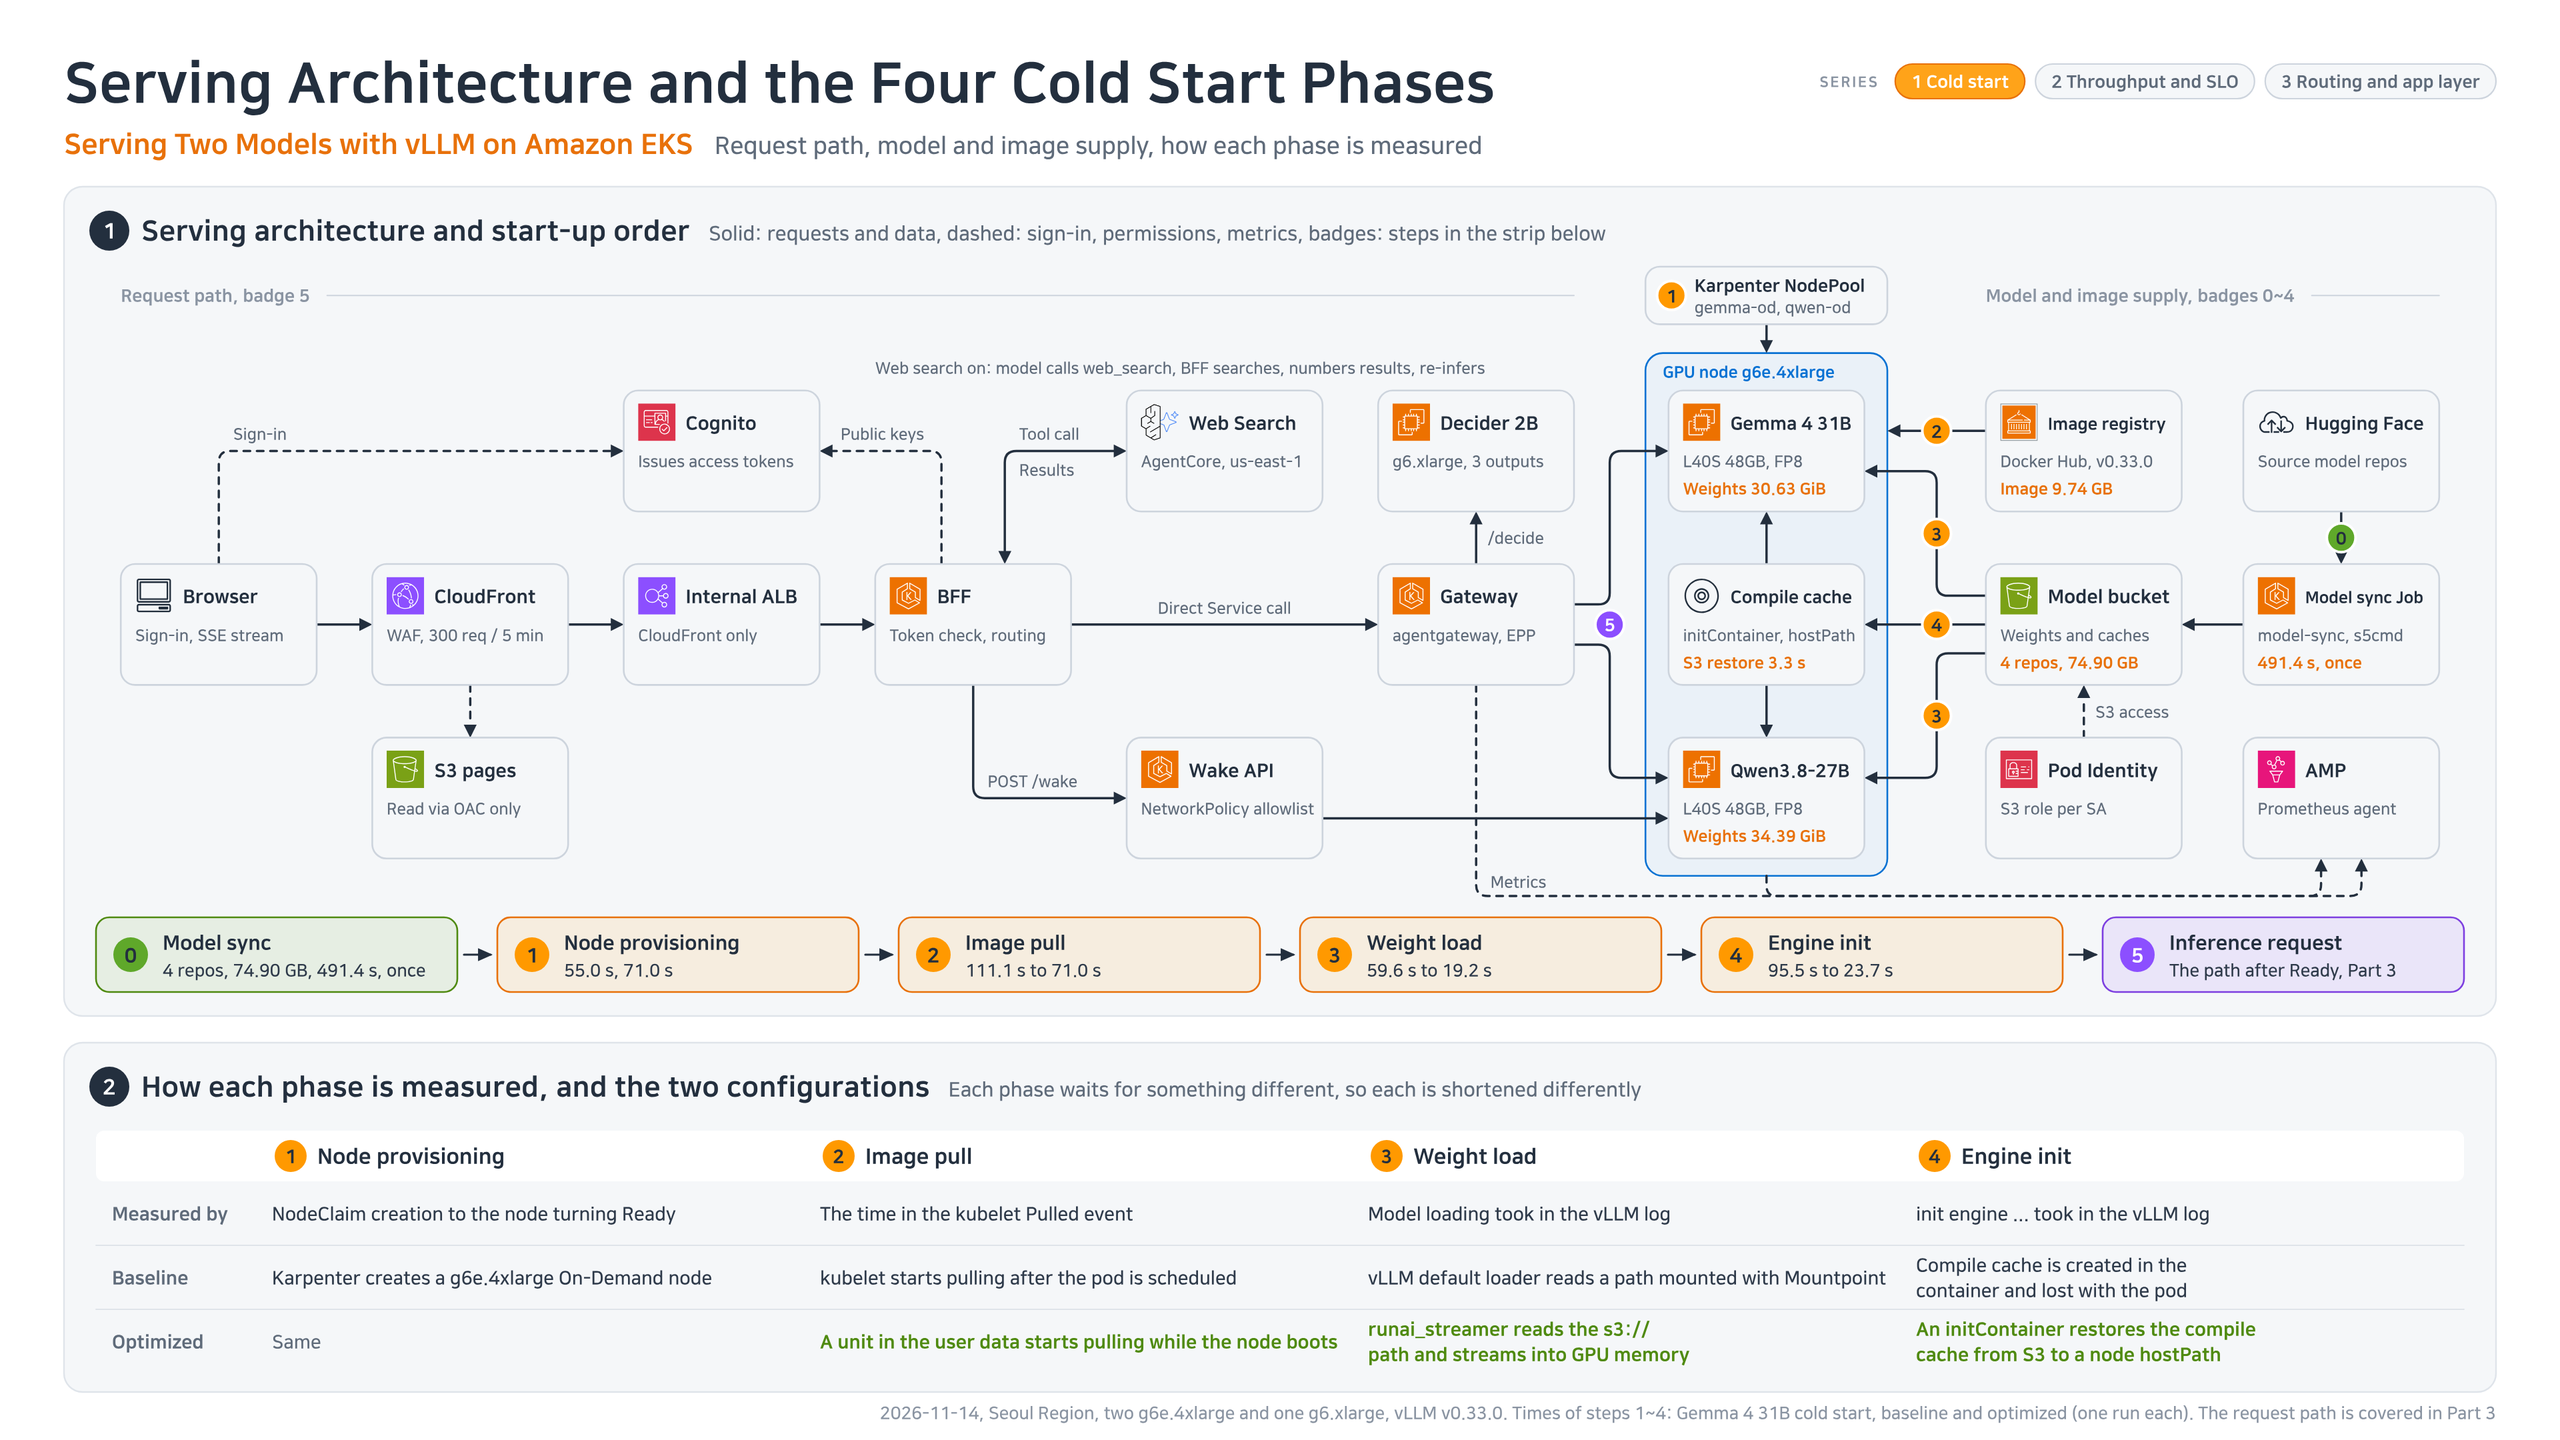 Serving Architecture and the Four Cold Start Phases
SERIES
1 Cold start
2 Throughput and SLO
3 Routing and app layer
Serving Two Models with vLLM on Amazon EKS
Request path, model and image supply, how each phase is measured
1
Serving architecture and start-up order
Solid: requests and data, dashed: sign-in, permissions, metrics, badges: steps in the strip below
Request path, badge 5
1
Karpenter NodePool
gemma-od, qwen-od
Model and image supply, badges 0~4
Web search on: model calls web_search, BFF searches, numbers results, re-infers
GPU node g6e.4xlarge
Sign-in
Cognito
Issues access tokens
Public keys
Tool call
Results
Web Search
AgentCore, us-east-1
Decider 2B
g6.xlarge, 3 outputs
Gemma 4 31B
L40S 48GB, FP8
Weights 30.63 GiB
2
Image registry
Docker Hub, v0.33.0
Image 9.74 GB
Hugging Face
Source model repos
/decide
3
0
Browser
Sign-in, SSE stream
CloudFront
WAF, 300 req / 5 min
Internal ALB
CloudFront only
BFF
Token check, routing
Direct Service call
Gateway
agentgateway, EPP
5
Compile cache
initContainer, hostPath
S3 restore 3.3 s
4
Model bucket
Weights and caches
4 repos, 74.90 GB
Model sync Job
model-sync, s5cmd
491.4 s, once
3
S3 access
S3 pages
Read via OAC only
POST /wake
Wake API
NetworkPolicy allowlist
Qwen3.8-27B
L40S 48GB, FP8
Weights 34.39 GiB
Pod Identity
S3 role per SA
AMP
Prometheus agent
Metrics
0
Model sync
4 repos, 74.90 GB, 491.4 s, once
1
Node provisioning
55.0 s, 71.0 s
2
Image pull
111.1 s to 71.0 s
3
Weight load
59.6 s to 19.2 s
4
Engine init
95.5 s to 23.7 s
5
Inference request
The path after Ready, Part 3
2
How each phase is measured, and the two configurations
Each phase waits for something different, so each is shortened differently
1 Node provisioning
2 Image pull
3 Weight load
4 Engine init
Measured by
NodeClaim creation to the node turning Ready
The time in the kubelet Pulled event
Model loading took in the vLLM log
init engine ... took in the vLLM log
Baseline
Karpenter creates a g6e.4xlarge On-Demand node
kubelet starts pulling after the pod is scheduled
vLLM default loader reads a path mounted with Mountpoint
Compile cache is created in the
container and lost with the pod
Optimized
Same
A unit in the user data starts pulling while the node boots
runai_streamer reads the s3://
path and streams into GPU memory
An initContainer restores the compile
cache from S3 to a node hostPath
2026-11-14, Seoul Region, two g6e.4xlarge and one g6.xlarge, vLLM v0.33.0. Times of steps 1~4: Gemma 4 31B cold start, baseline and optimized (one run each). The request path is covered in Part 3